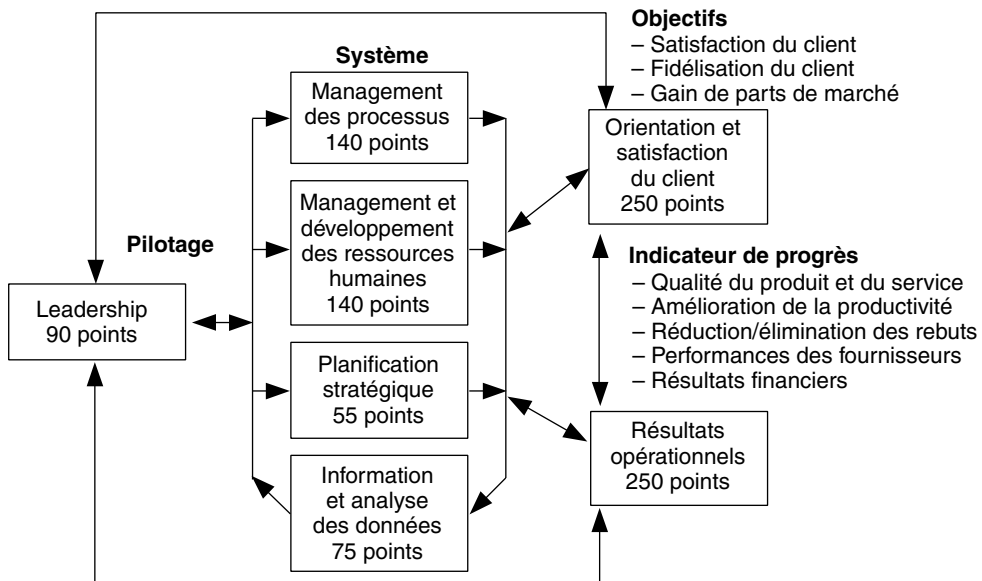 Objectifs
– Satisfaction du client
– Fidélisation du client
– Gain de parts de marché
Système
Management
des processus
140 points
Orientation et
satisfaction
du client
250 points
Management et
développement
des ressources
humaines
140 points
Pilotage
Indicateur de progrès
– Qualité du produit et du service
– Amélioration de la productivité
– Réduction/élimination des rebuts
– Performances des fournisseurs
– Résultats financiers
Leadership
90 points
Planification
stratégique
55 points
Résultats
opérationnels
250 points
Information
et analyse
des données
75 points